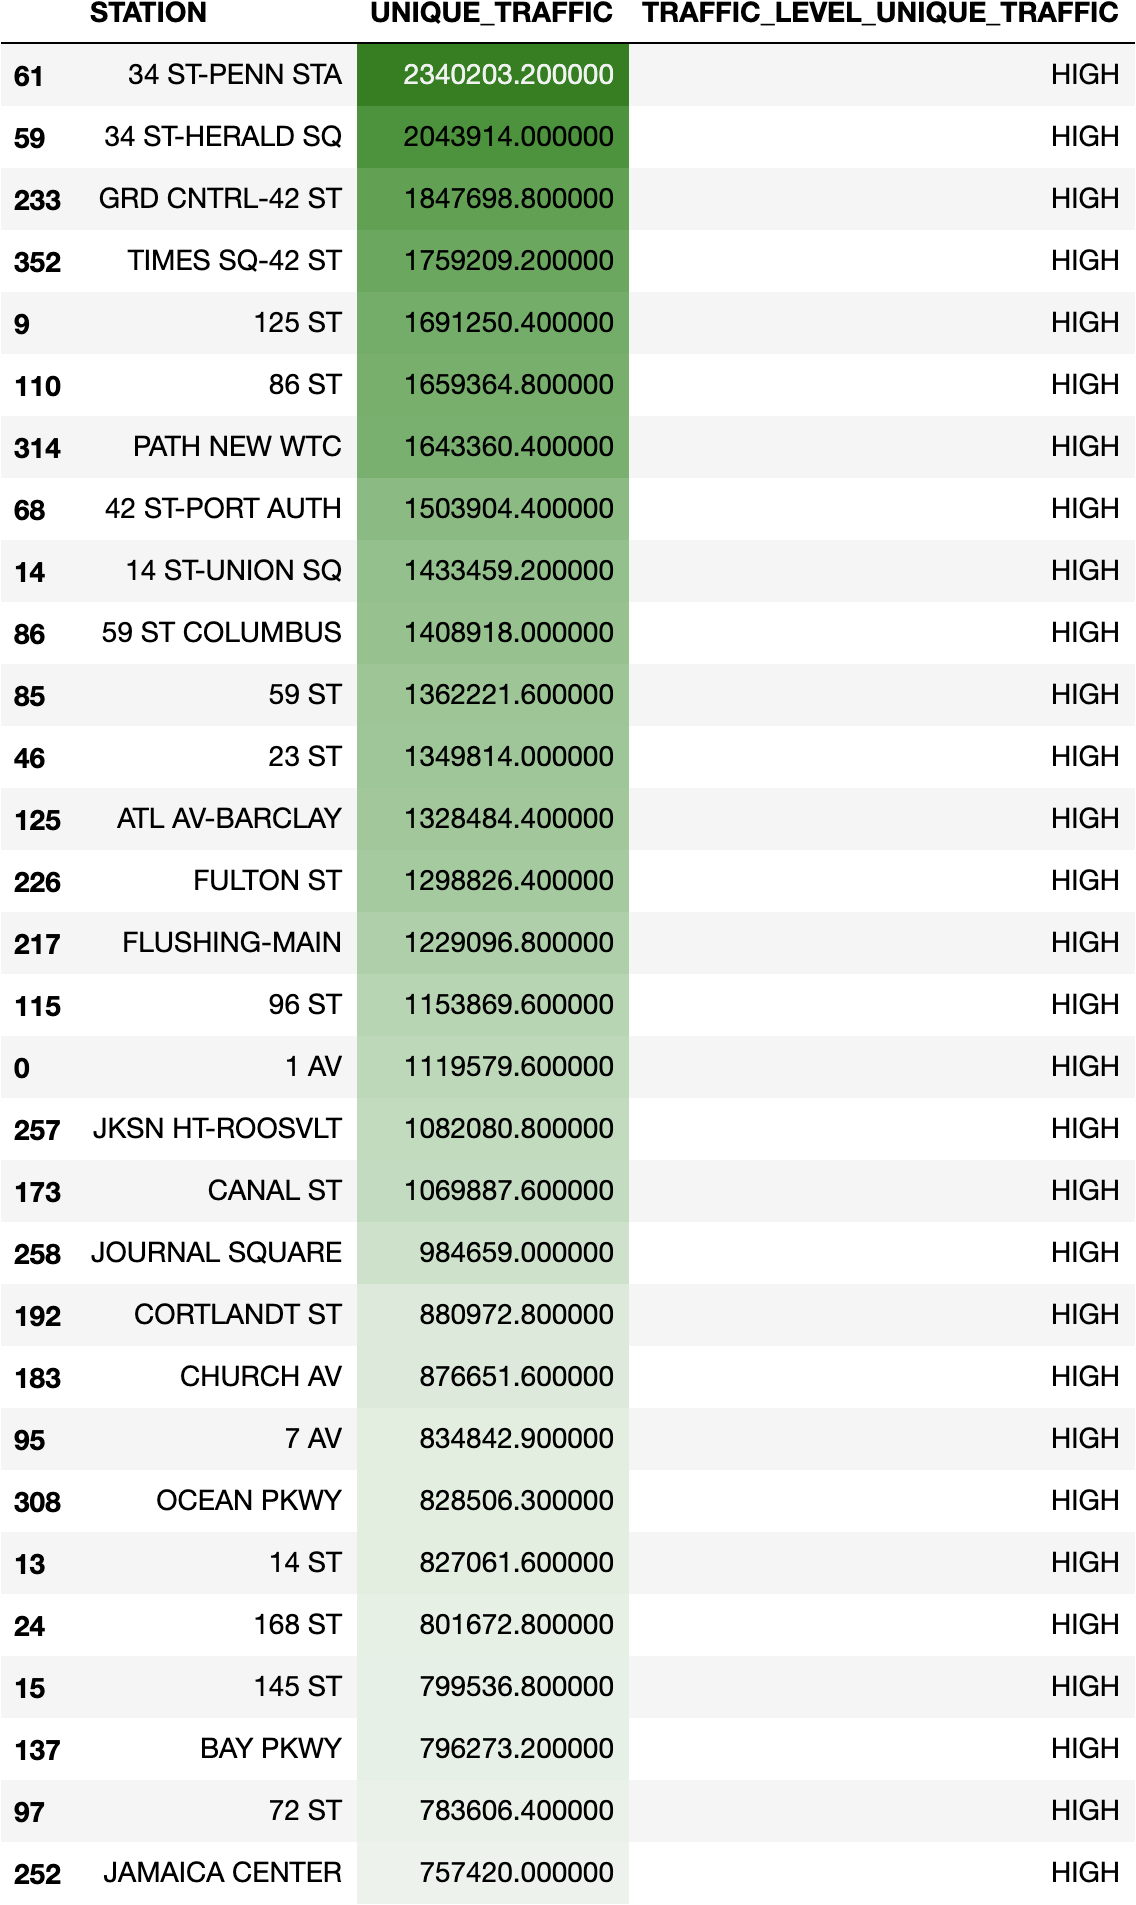 STATION UNIQUE_TRAFFIC TRAFFIC_LEVEL_UNIQUE_TRAFFIC
61 34 ST-PENN STA 2340203.200000 HIGH
59 34 ST-HERALD SQ 2043914.000000 HIGH
233 GRD CNTRL-42 ST 1847698.800000 HIGH
352 TIMES SQ-42 ST 1759209.200000 HIGH
9 125 ST 1691250.400000 HIGH
110 86 ST 1659364.800000 HIGH
314 PATH NEW WTC 1643360.400000 HIGH
68 42 ST-PORT AUTH 1503904.400000 HIGH
14 14 ST-UNION SQ 1433459.200000 HIGH
86 59 ST COLUMBUS 1408918.000000 HIGH
85 59 ST 1362221.600000 HIGH
46 23 ST 1349814.000000 HIGH
125 ATL AV-BARCLAY 1328484.400000 HIGH
226 FULTON ST 1298826.400000 HIGH
217 FLUSHING-MAIN 1229096.800000 HIGH
115 96 ST 1153869.600000 HIGH
0 1 AV 1119579.600000 HIGH
257 JKSN HT-ROOSVLT 1082080.800000 HIGH
173 CANAL ST 1069887.600000 HIGH
258 JOURNAL SQUARE 984659.000000 HIGH
192 CORTLANDT ST 880972.800000 HIGH
183 CHURCH AV 876651.600000 HIGH
95 7 AV 834842.900000 HIGH
308 OCEAN PKWY 828506.300000 HIGH
13 14 ST 827061.600000 HIGH
24 168 ST 801672.800000 HIGH
15 145 ST 799536.800000 HIGH
137 BAY PKWY 796273.200000 HIGH
97 72 ST 783606.400000 HIGH
252 JAMAICA CENTER 757420.000000 HIGH